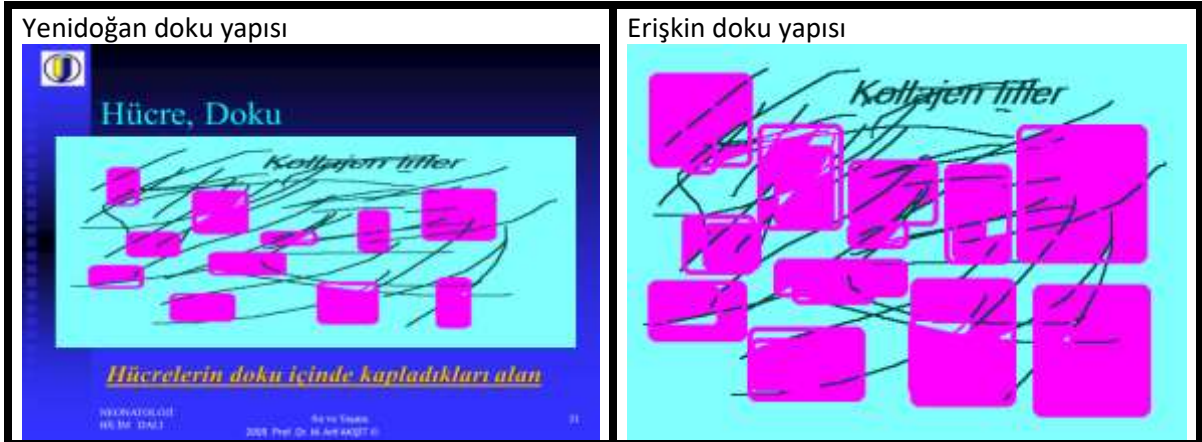 Yenidoğan doku yapısı
Hücre, Doku
Kollajen lifler
Hücrelerin doku içinde kapladıkları alan
NEONATOLOJİ
BİLİM DALI
31
Erişkin doku yapısı
Kollajen lifler